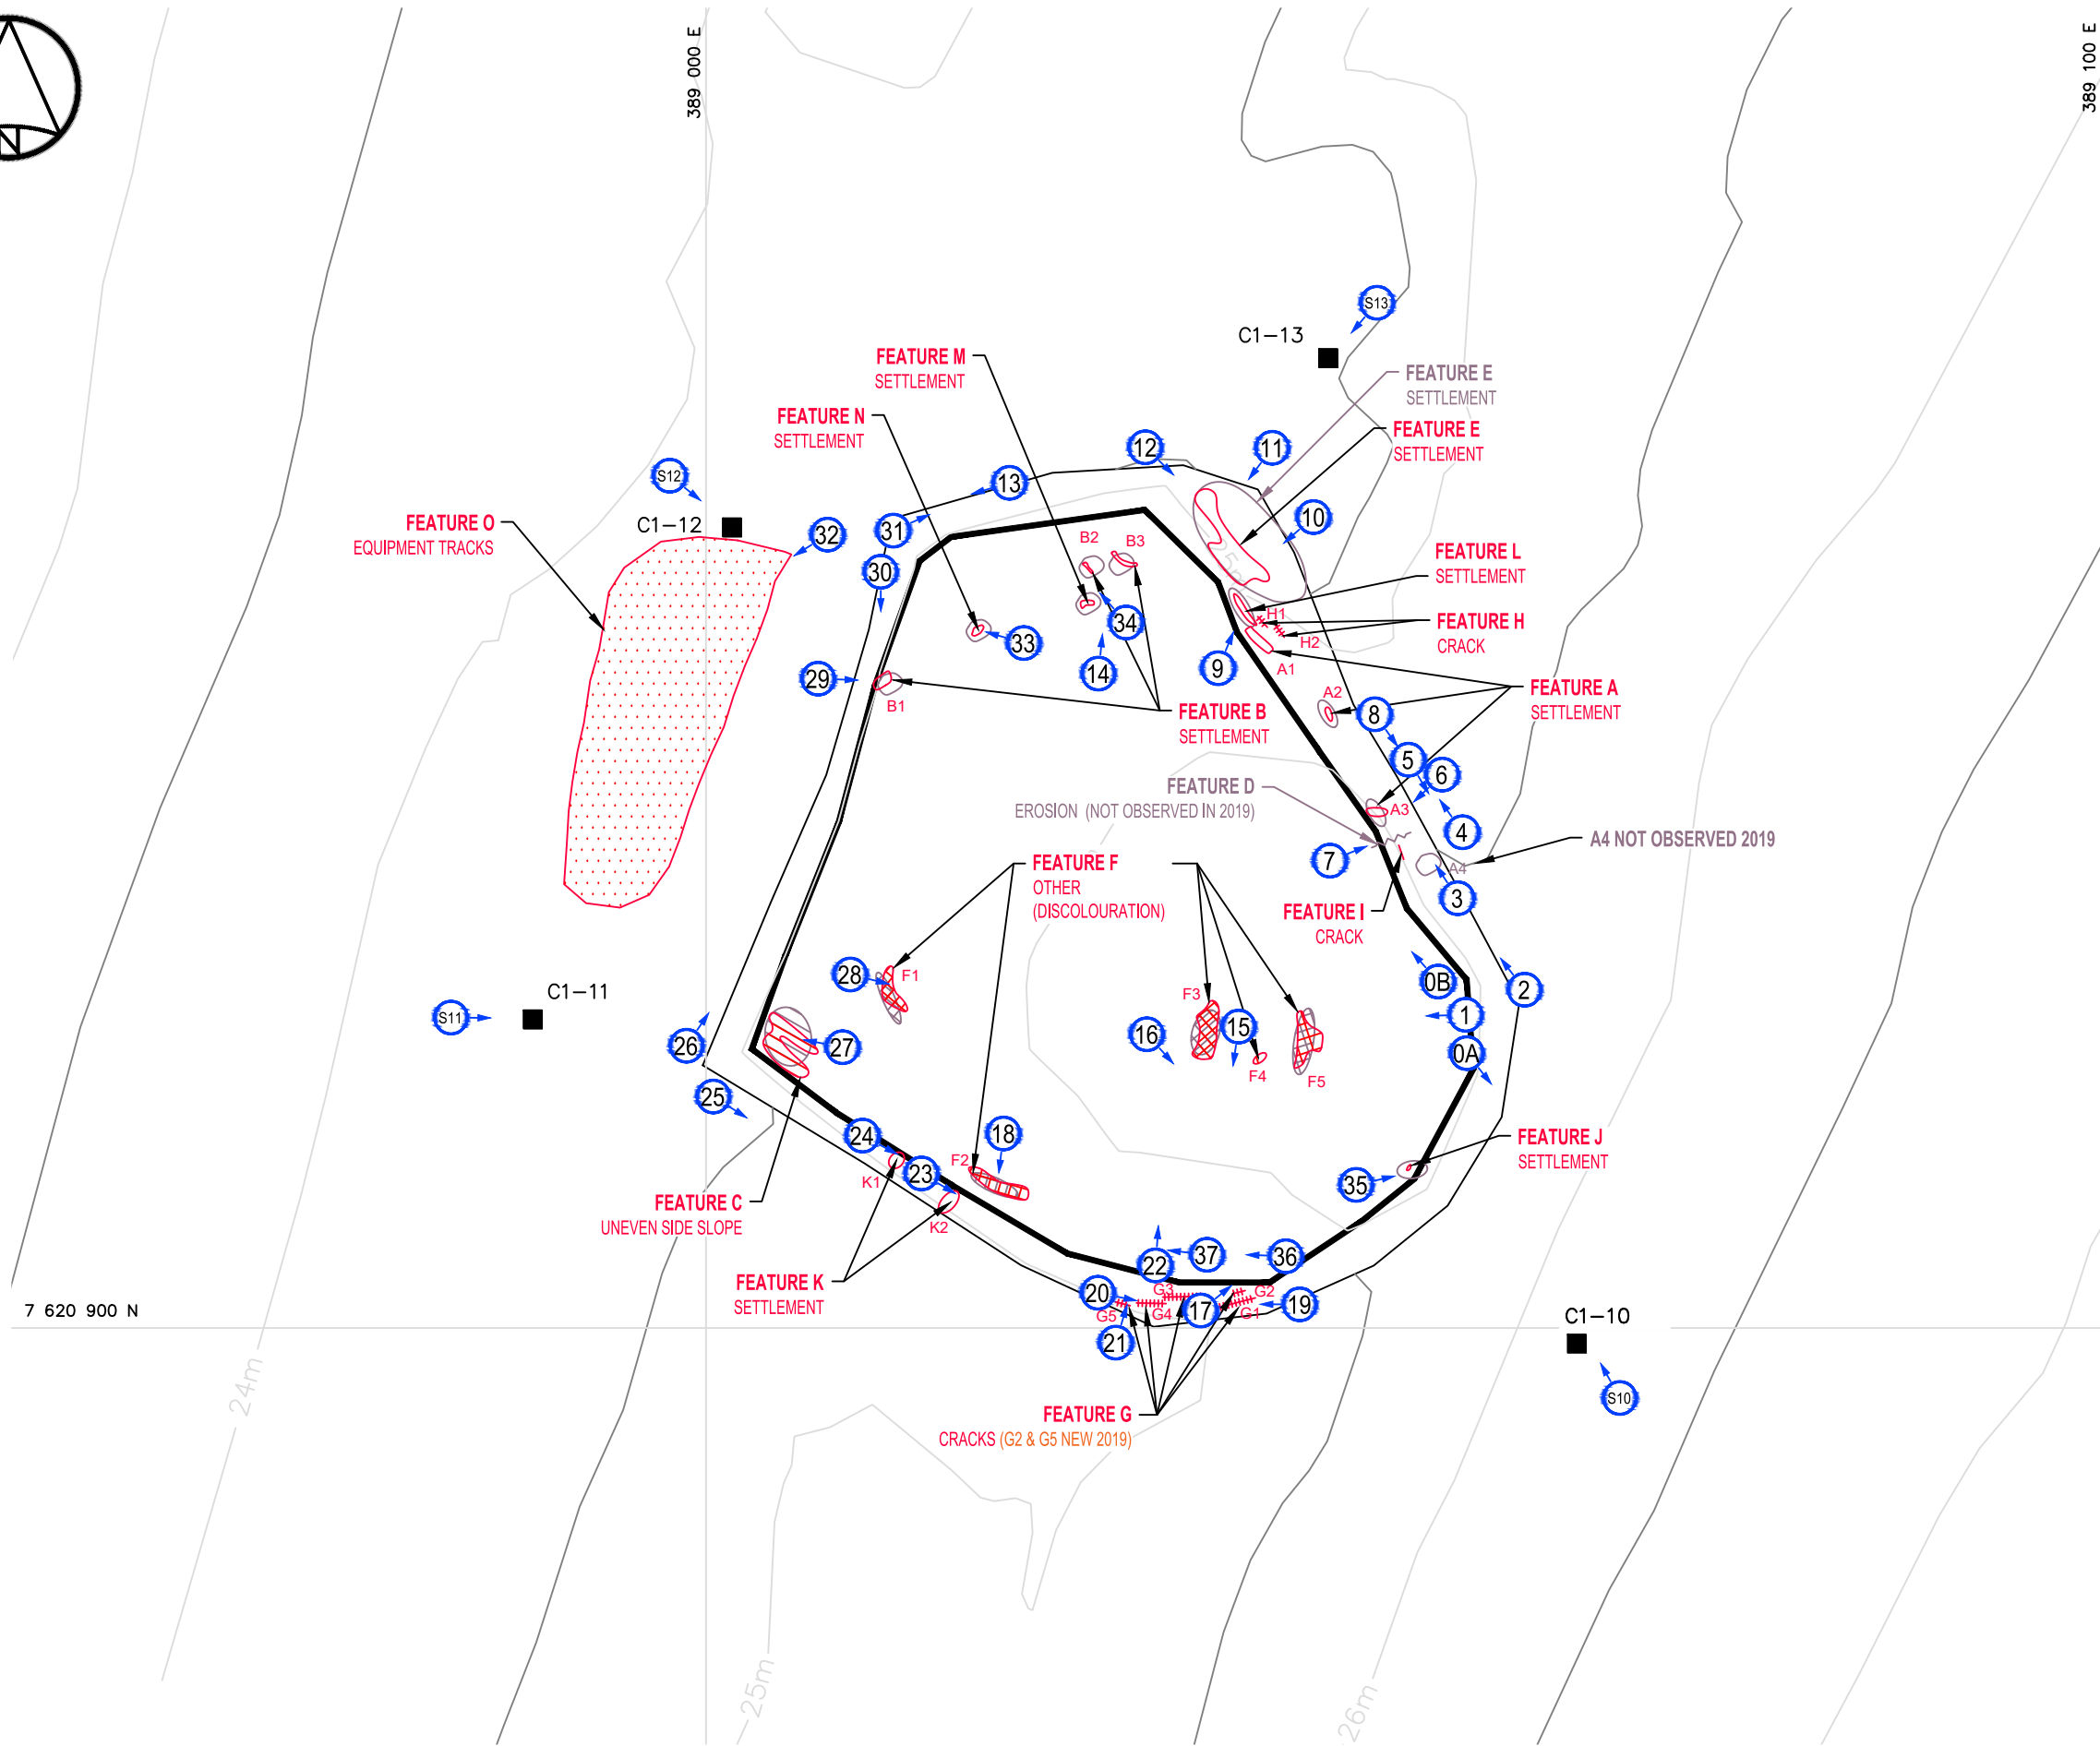 389 000 E
389 100 E
N
S13
C1-13
FEATURE M
SETTLEMENT
FEATURE E
SETTLEMENT
FEATURE N
SETTLEMENT
FEATURE E
SETTLEMENT
12
11
S12
13
C1-12
FEATURE O
EQUIPMENT TRACKS
32
31
10
B2
B3
FEATURE L
SETTLEMENT
25m
30
H1
34
FEATURE H
CRACK
33
H2
14
9
A1
29
B1
A2
FEATURE A
SETTLEMENT
FEATURE B
SETTLEMENT
8
5
6
FEATURE D
EROSION (NOT OBSERVED IN 2019)
A3
4
A4 NOT OBSERVED 2019
7
A4
FEATURE F
OTHER
(DISCOLOURATION)
3
FEATURE I
CRACK
28
F1
0B
2
C1-11
S11
F3
1
26
27
16
15
0A
F4
F5
25
24
18
FEATURE J
SETTLEMENT
F2
23
K1
35
FEATURE C
UNEVEN SIDE SLOPE
K2
22
37
36
FEATURE K
SETTLEMENT
20
G3
G2
17
19
G5
G4
G1
7 620 900 N
21
C1-10
24m
S10
FEATURE G
CRACKS (G2 & G5 NEW 2019)
25m
26m